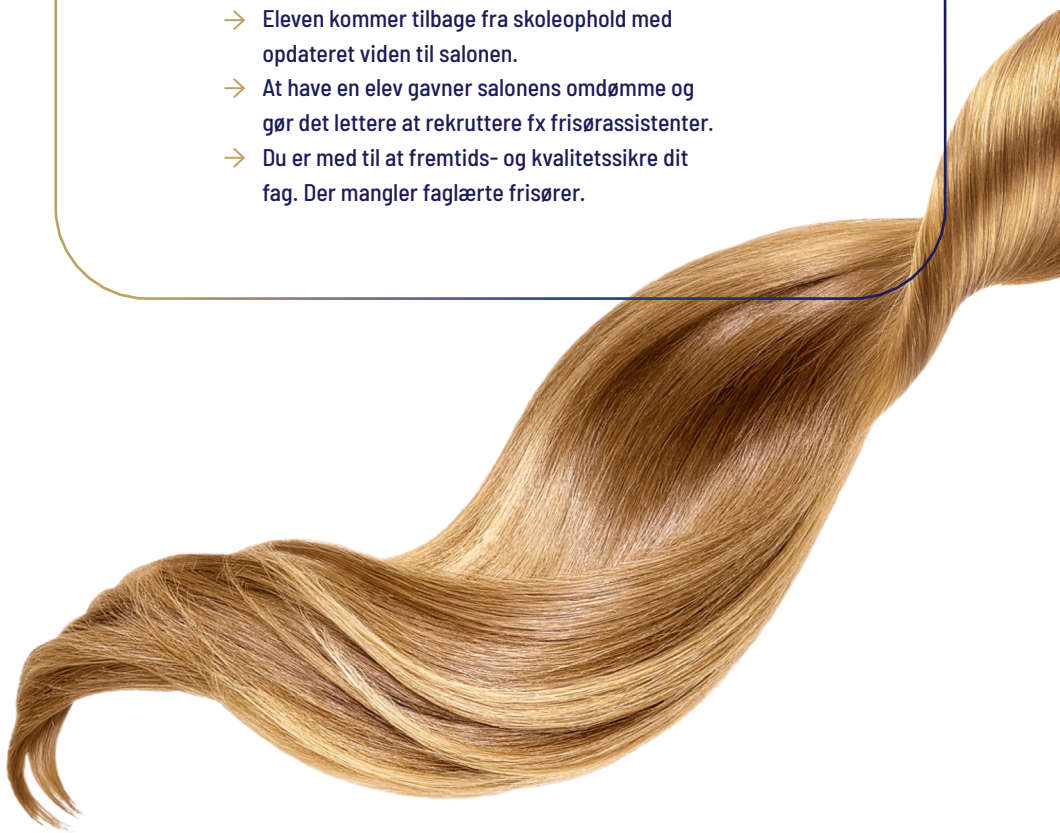 → Eleven kommer tilbage fra skoleophold med
opdateret viden til salonen.
→ At have en elev gavner salonens omdømme og
gør det lettere at rekruttere fx frisørassistenter.
→ Du er med til at fremtids- og kvalitetssikre dit
fag. Der mangler faglærte frisører.